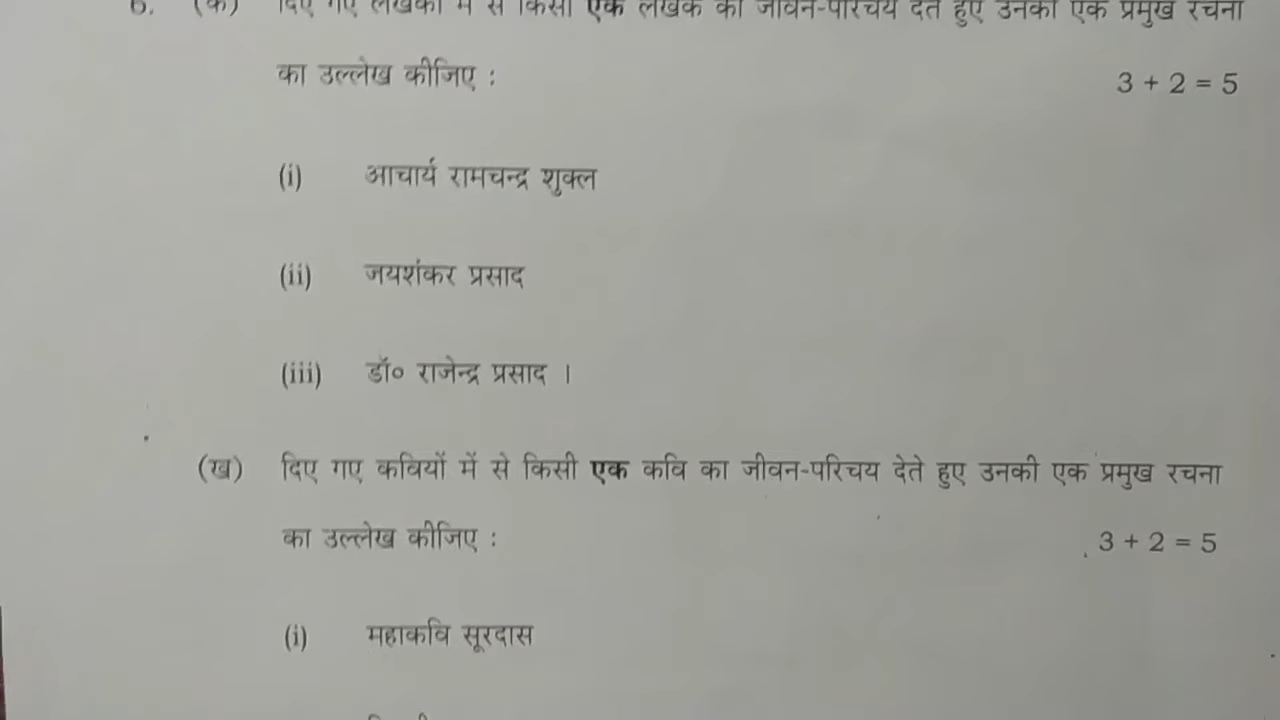 6. (क) दिए गए लेखकों में से किसी एक लेखक का जीवन-परिचय देते हुए उनकी एक प्रमुख रचना
का उल्लेख कीजिए : 3 + 2 = 5
(i) आचार्य रामचन्द्र शुक्ल
(ii) जयशंकर प्रसाद
(iii) डॉ० राजेन्द्र प्रसाद ।
(ख) दिए गए कवियों में से किसी एक कवि का जीवन-परिचय देते हुए उनकी एक प्रमुख रचना
का उल्लेख कीजिए : 3 + 2 = 5
(i) महाकवि सूरदास